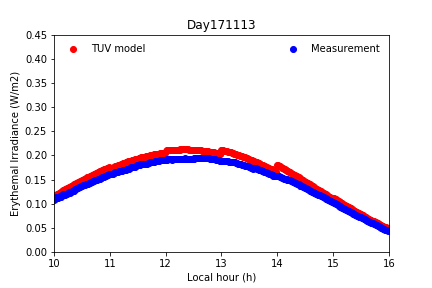 Day171113
TUV model
Measurement
0.45
0.40
0.35
0.30
0.25
0.20
0.15
0.10
0.05
0.00
Erythemal Irradiance (W/m2)
10 11 12 13 14 15 16
Local hour (h)